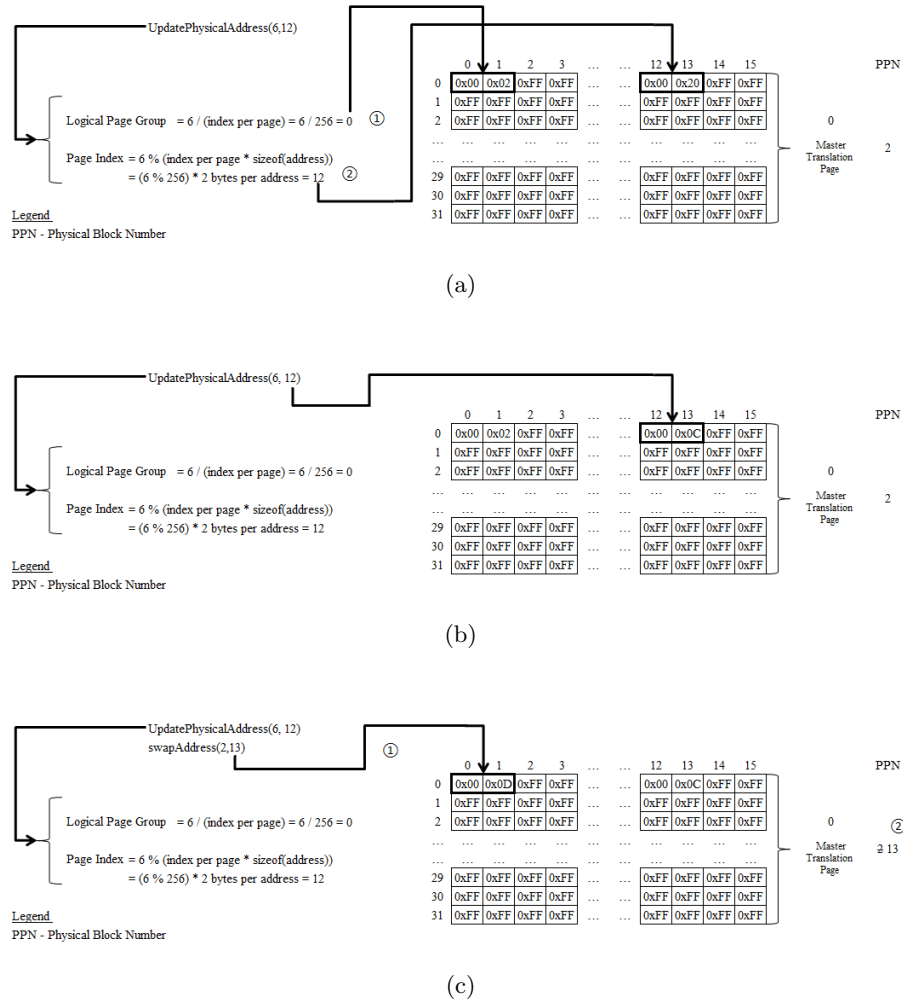 UpdatePhysicalAddress(6,12)
0 1 2 3 ... ... 12 13 14 15 PPN
0 0x00 0x02 0xFF 0xFF ... ... 0x00 0x20 0xFF 0xFF
1 0xFF 0xFF 0xFF 0xFF ... ... 0xFF 0xFF 0xFF 0xFF
Logical Page Group = 6 / (index per page) = 6 / 256 = 0 ① 2 0xFF 0xFF 0xFF 0xFF ... ... 0xFF 0xFF 0xFF 0xFF 0
... ... ... ... ... ... ... ... ... ... ... Master 2
Page Index = 6 % (index per page * sizeof(address)) ... ... ... ... ... ... ... ... ... ... ... Translation
= (6 % 256) * 2 bytes per address = 12 ② 29 0xFF 0xFF 0xFF 0xFF ... ... 0xFF 0xFF 0xFF 0xFF Page
30 0xFF 0xFF 0xFF 0xFF ... ... 0xFF 0xFF 0xFF 0xFF
Legend 31 0xFF 0xFF 0xFF 0xFF ... ... 0xFF 0xFF 0xFF 0xFF
PPN - Physical Block Number
(a)
UpdatePhysicalAddress(6, 12)
0 1 2 3 ... ... 12 13 14 15 PPN
0 0x00 0x02 0xFF 0xFF ... ... 0x00 0x0C 0xFF 0xFF
1 0xFF 0xFF 0xFF 0xFF ... ... 0xFF 0xFF 0xFF 0xFF
Logical Page Group = 6 / (index per page) = 6 / 256 = 0 2 0xFF 0xFF 0xFF 0xFF ... ... 0xFF 0xFF 0xFF 0xFF 0
... ... ... ... ... ... ... ... ... ... ... Master 2
Page Index = 6 % (index per page * sizeof(address)) ... ... ... ... ... ... ... ... ... ... ... Translation
= (6 % 256) * 2 bytes per address = 12 29 0xFF 0xFF 0xFF 0xFF ... ... 0xFF 0xFF 0xFF 0xFF Page
30 0xFF 0xFF 0xFF 0xFF ... ... 0xFF 0xFF 0xFF 0xFF
Legend 31 0xFF 0xFF 0xFF 0xFF ... ... 0xFF 0xFF 0xFF 0xFF
PPN - Physical Block Number
(b)
UpdatePhysicalAddress(6, 12)
swapAddress(2,13) ①
0 1 2 3 ... ... 12 13 14 15 PPN
0 0x00 0x0D 0xFF 0xFF ... ... 0x00 0x0C 0xFF 0xFF
1 0xFF 0xFF 0xFF 0xFF ... ... 0xFF 0xFF 0xFF 0xFF
Logical Page Group = 6 / (index per page) = 6 / 256 = 0 2 0xFF 0xFF 0xFF 0xFF ... ... 0xFF 0xFF 0xFF 0xFF 0 ②
... ... ... ... ... ... ... ... ... ... ... Master 2 13
Page Index = 6 % (index per page * sizeof(address)) ... ... ... ... ... ... ... ... ... ... ... Translation
= (6 % 256) * 2 bytes per address = 12 29 0xFF 0xFF 0xFF 0xFF ... ... 0xFF 0xFF 0xFF 0xFF Page
30 0xFF 0xFF 0xFF 0xFF ... ... 0xFF 0xFF 0xFF 0xFF
Legend 31 0xFF 0xFF 0xFF 0xFF ... ... 0xFF 0xFF 0xFF 0xFF
PPN - Physical Block Number
(c)